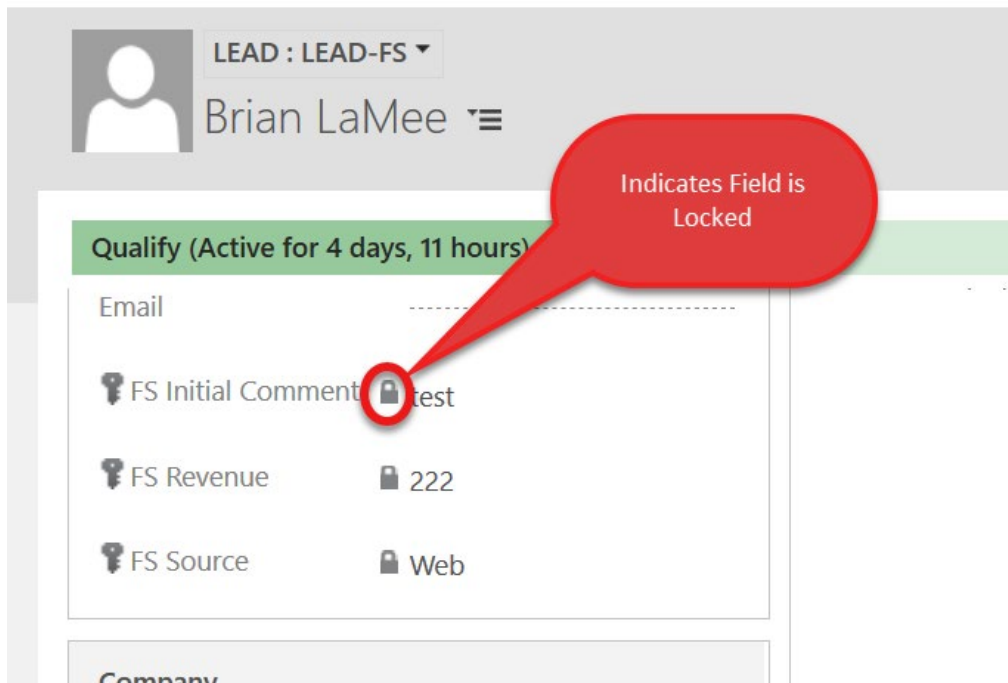 LEAD : LEAD-FS
Brian LaMee
Indicates Field is
Locked
Qualify (Active for 4 days, 11 hours)
Email
FS Initial Comment test
FS Revenue 222
FS Source Web
Company